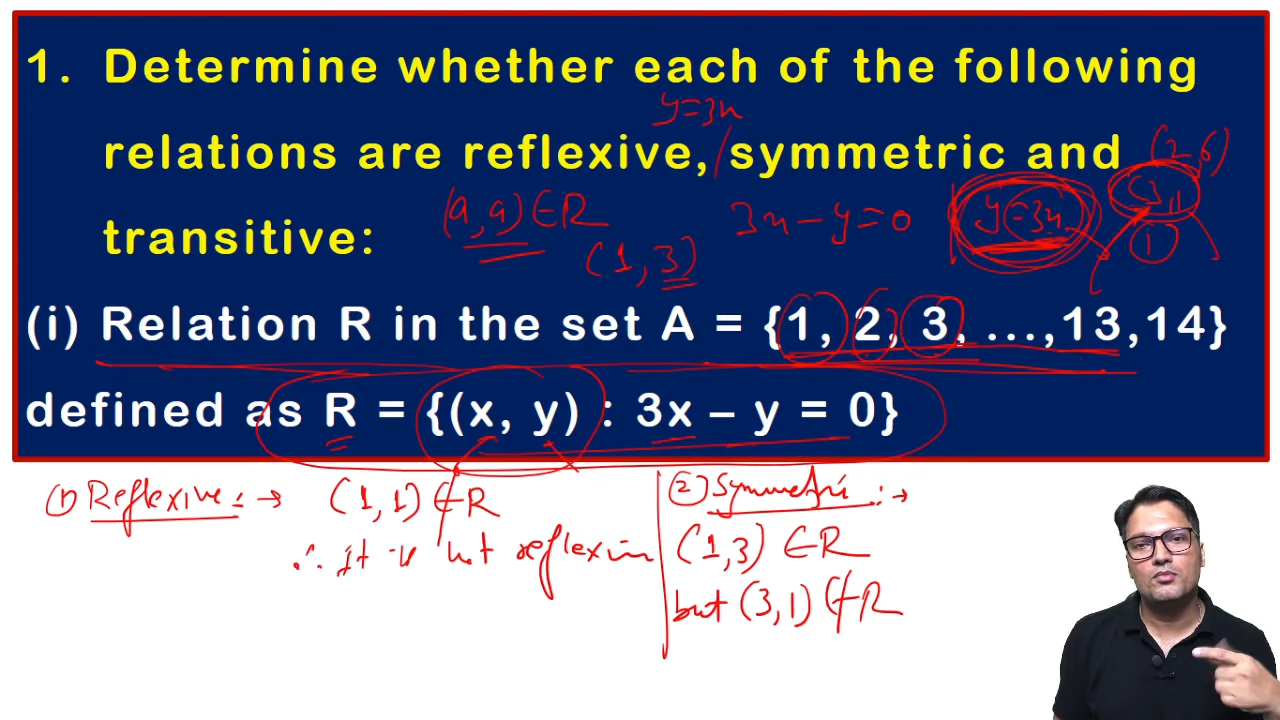 1. Determine whether each of the following
y=3x
relations are reflexive, symmetric and
(2,6)
transitive:
(a,a)∈R
(1,3)
3x-y=0
y=3x
(3,1
1
(i) Relation R in the set A = {1, 2, 3, ...,13,14}
defined as R = {(x, y) : 3x – y = 0}
(1) Reflexive :→ (1,1)∉R
∴ it is not reflexive
(2) Symmetric :→
(1,3) ∈R
but (3,1)∉R